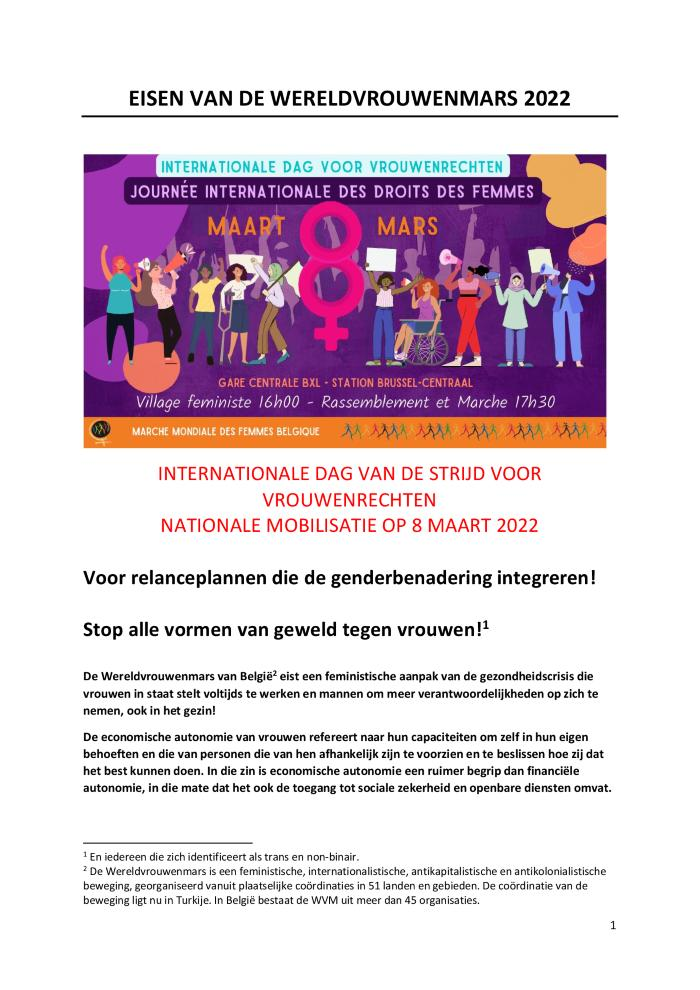 EISEN VAN DE WERELDVROUWENMARS 2022
INTERNATIONALE DAG VOOR VROUWENRECHTEN
JOURNÉE INTERNATIONALE DES DROITS DES FEMMES
MAART 8 MARS
GARE CENTRALE BXL - STATION BRUSSEL-CENTRAAL
Village feministe 16h00 - Rassemblement et Marche 17h30
MARCHE MONDIALE DES FEMMES BELGIQUE
INTERNATIONALE DAG VAN DE STRIJD VOOR
VROUWENRECHTEN
NATIONALE MOBILISATIE OP 8 MAART 2022
Voor relanceplannen die de genderbenadering integreren!
Stop alle vormen van geweld tegen vrouwen!¹
De Wereldvrouwenmars van België² eist een feministische aanpak van de gezondheidscrisis die
vrouwen in staat stelt voltijds te werken en mannen om meer verantwoordelijkheden op zich te
nemen, ook in het gezin!
De economische autonomie van vrouwen refereert naar hun capaciteiten om zelf in hun eigen
behoeften en die van personen die van hen afhankelijk zijn te voorzien en te beslissen hoe zij dat
het best kunnen doen. In die zin is economische autonomie een ruimer begrip dan financiële
autonomie, in die mate dat het ook de toegang tot sociale zekerheid en openbare diensten omvat.
¹ En iedereen die zich identificeert als trans en non-binair.
² De Wereldvrouwenmars is een feministische, internationalistische, antikapitalistische en antikolonialistische
beweging, georganiseerd vanuit plaatselijke coördinaties in 51 landen en gebieden. De coördinatie van de
beweging ligt nu in Turkije. In België bestaat de WVM uit meer dan 45 organisaties.
1